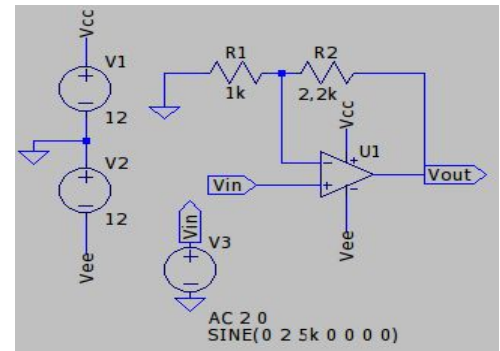 Vcc
V1
12
V2
12
Vee
R1
1k
R2
2,2k
Vcc
U1
Vin
Vout
Vee
Vin
V3
AC 2 0
SINE(0 2 5k 0 0 0 0)